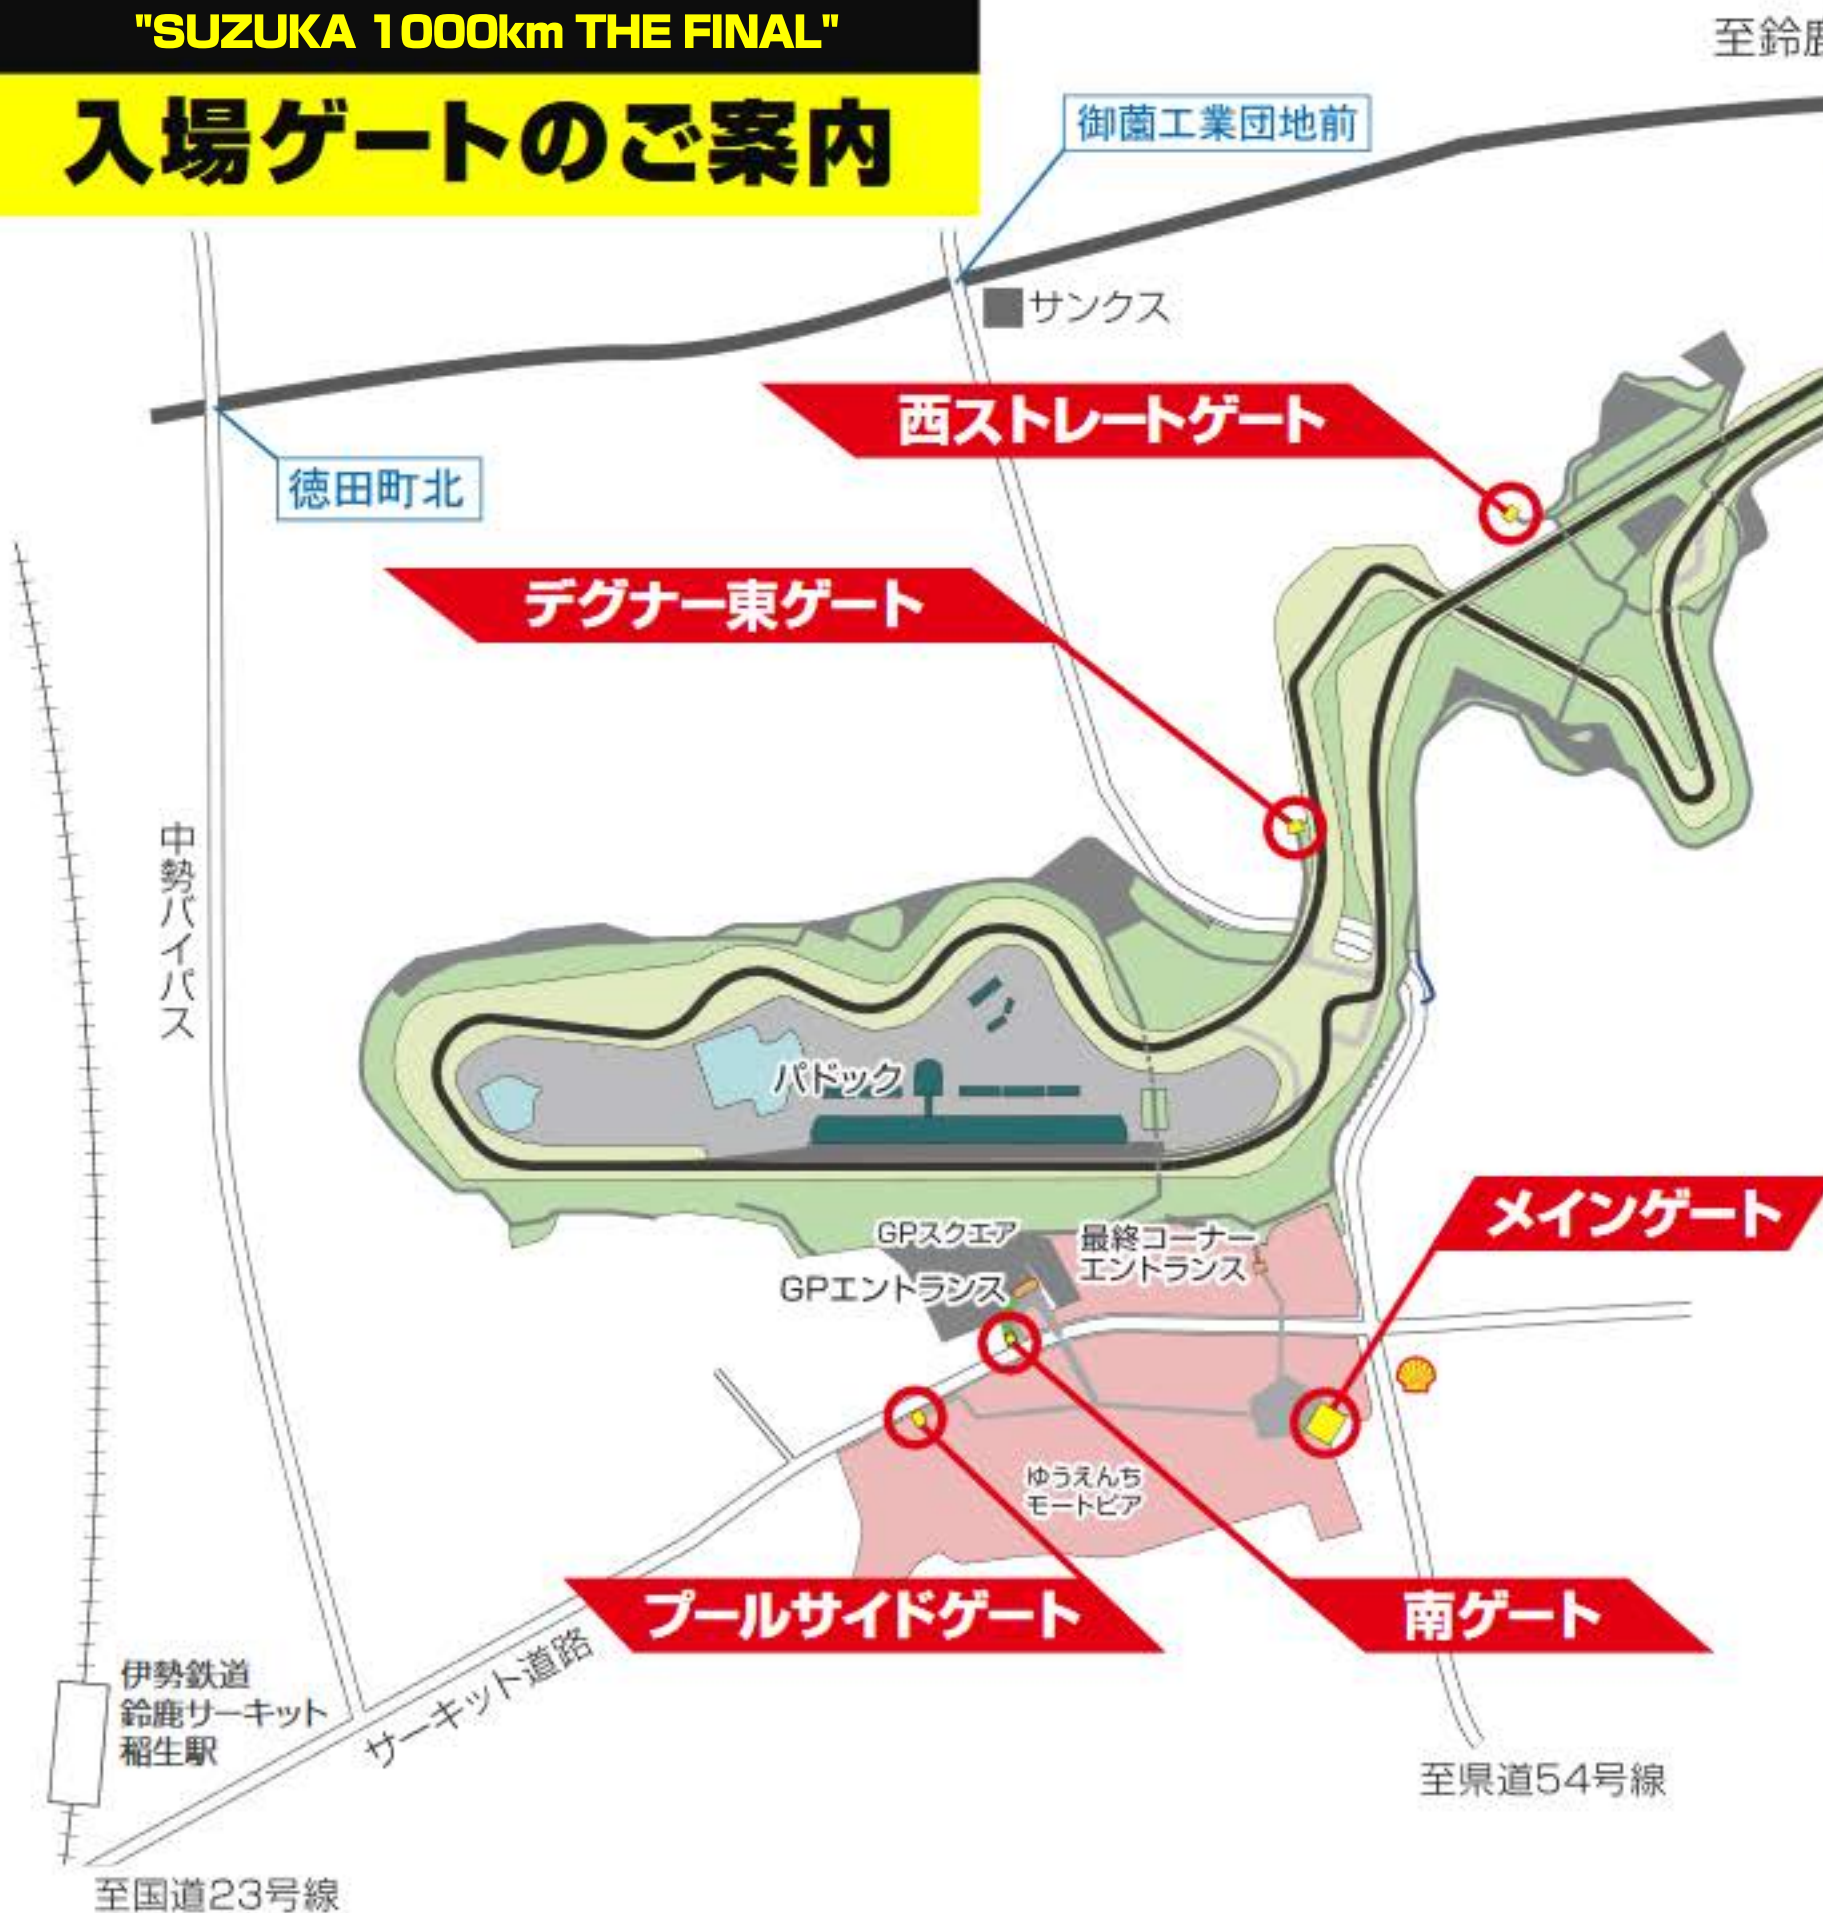 "SUZUKA 1000km THE FINAL"
入場ゲートのご案内
至鈴鹿
御薗工業団地前
サンクス
西ストレートゲート
徳田町北
デグナー東ゲート
中勢バイパス
パドック
メインゲート
GPスクエア
最終コーナー
エントランス
GPエントランス
ゆうえんち
モートピア
プールサイドゲート
南ゲート
サーキット道路
伊勢鉄道
鈴鹿サーキット
稲生駅
至県道54号線
至国道23号線